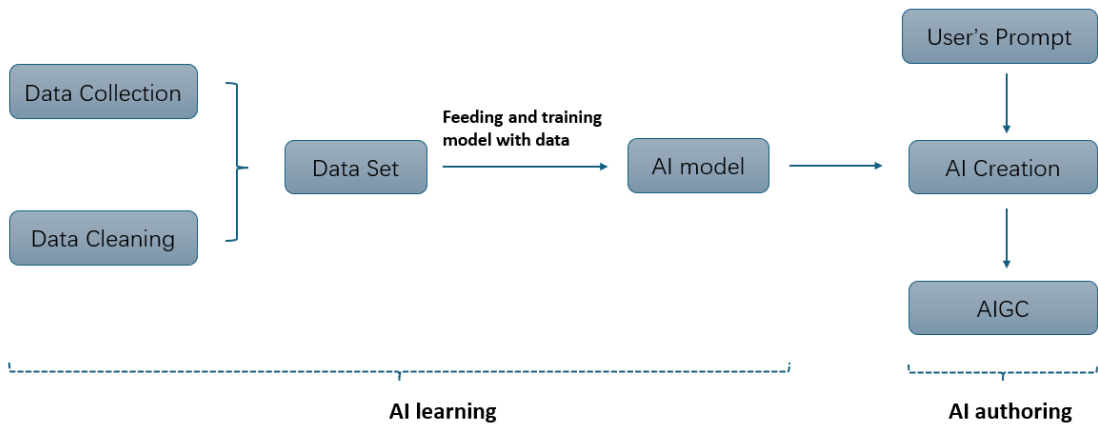 User’s Prompt
Data Collection
Feeding and training
model with data
Data Set
AI model
AI Creation
Data Cleaning
AIGC
AI learning
AI authoring